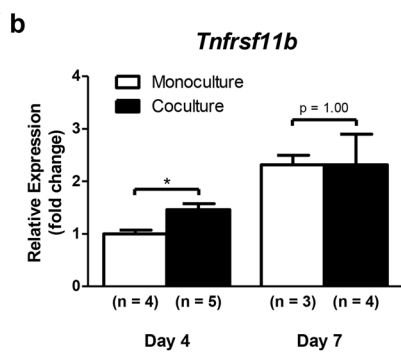 b
Tnfrsf11b
Relative Expression
(fold change)
4
3
2
1
0
Monoculture
Coculture
*
p = 1.00
(n = 4) (n = 5) (n = 3) (n = 4)
Day 4 Day 7